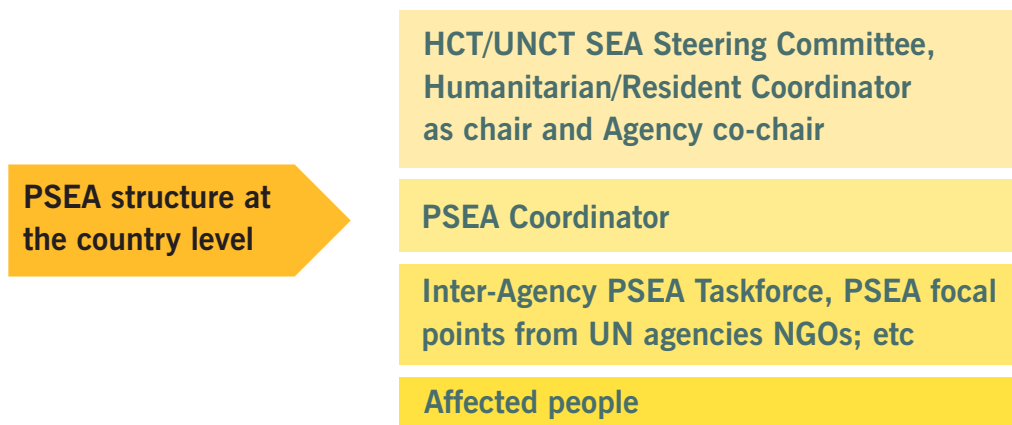 PSEA structure at
the country level
HCT/UNCT SEA Steering Committee,
Humanitarian/Resident Coordinator
as chair and Agency co-chair
PSEA Coordinator
Inter-Agency PSEA Taskforce, PSEA focal
points from UN agencies NGOs; etc
Affected people